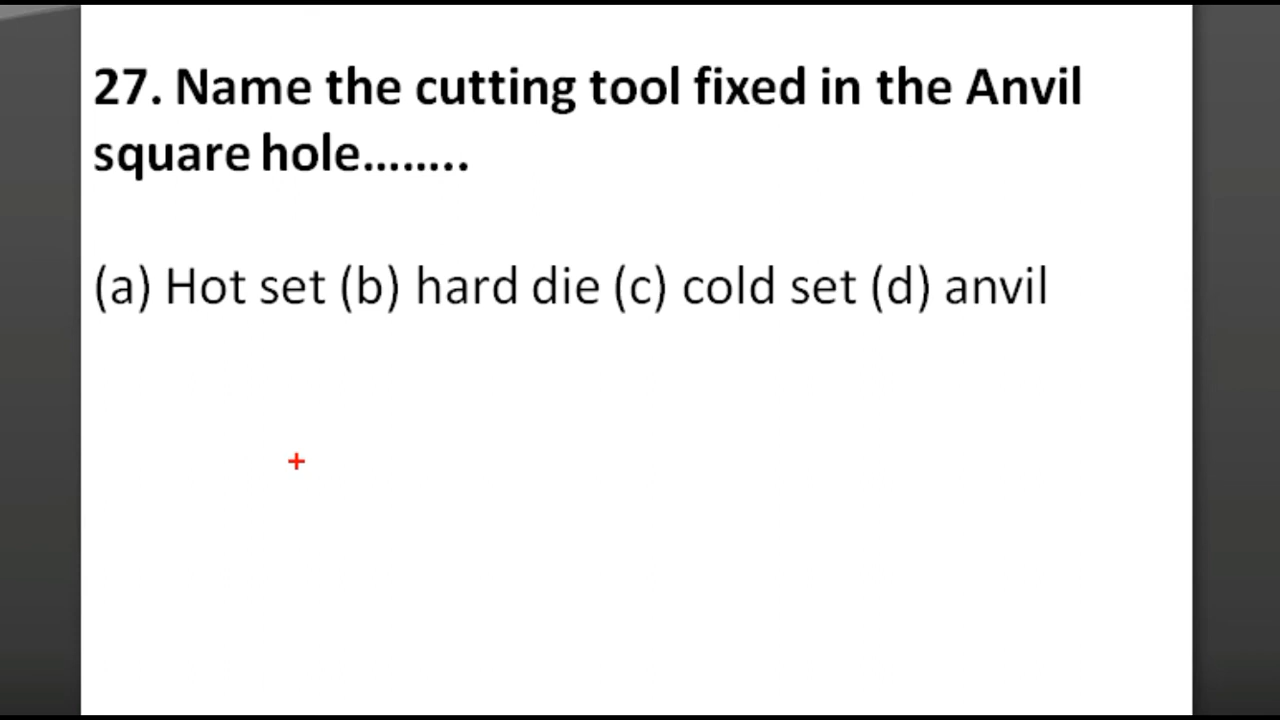 27. Name the cutting tool fixed in the Anvil
square hole........
(a) Hot set (b) hard die (c) cold set (d) anvil